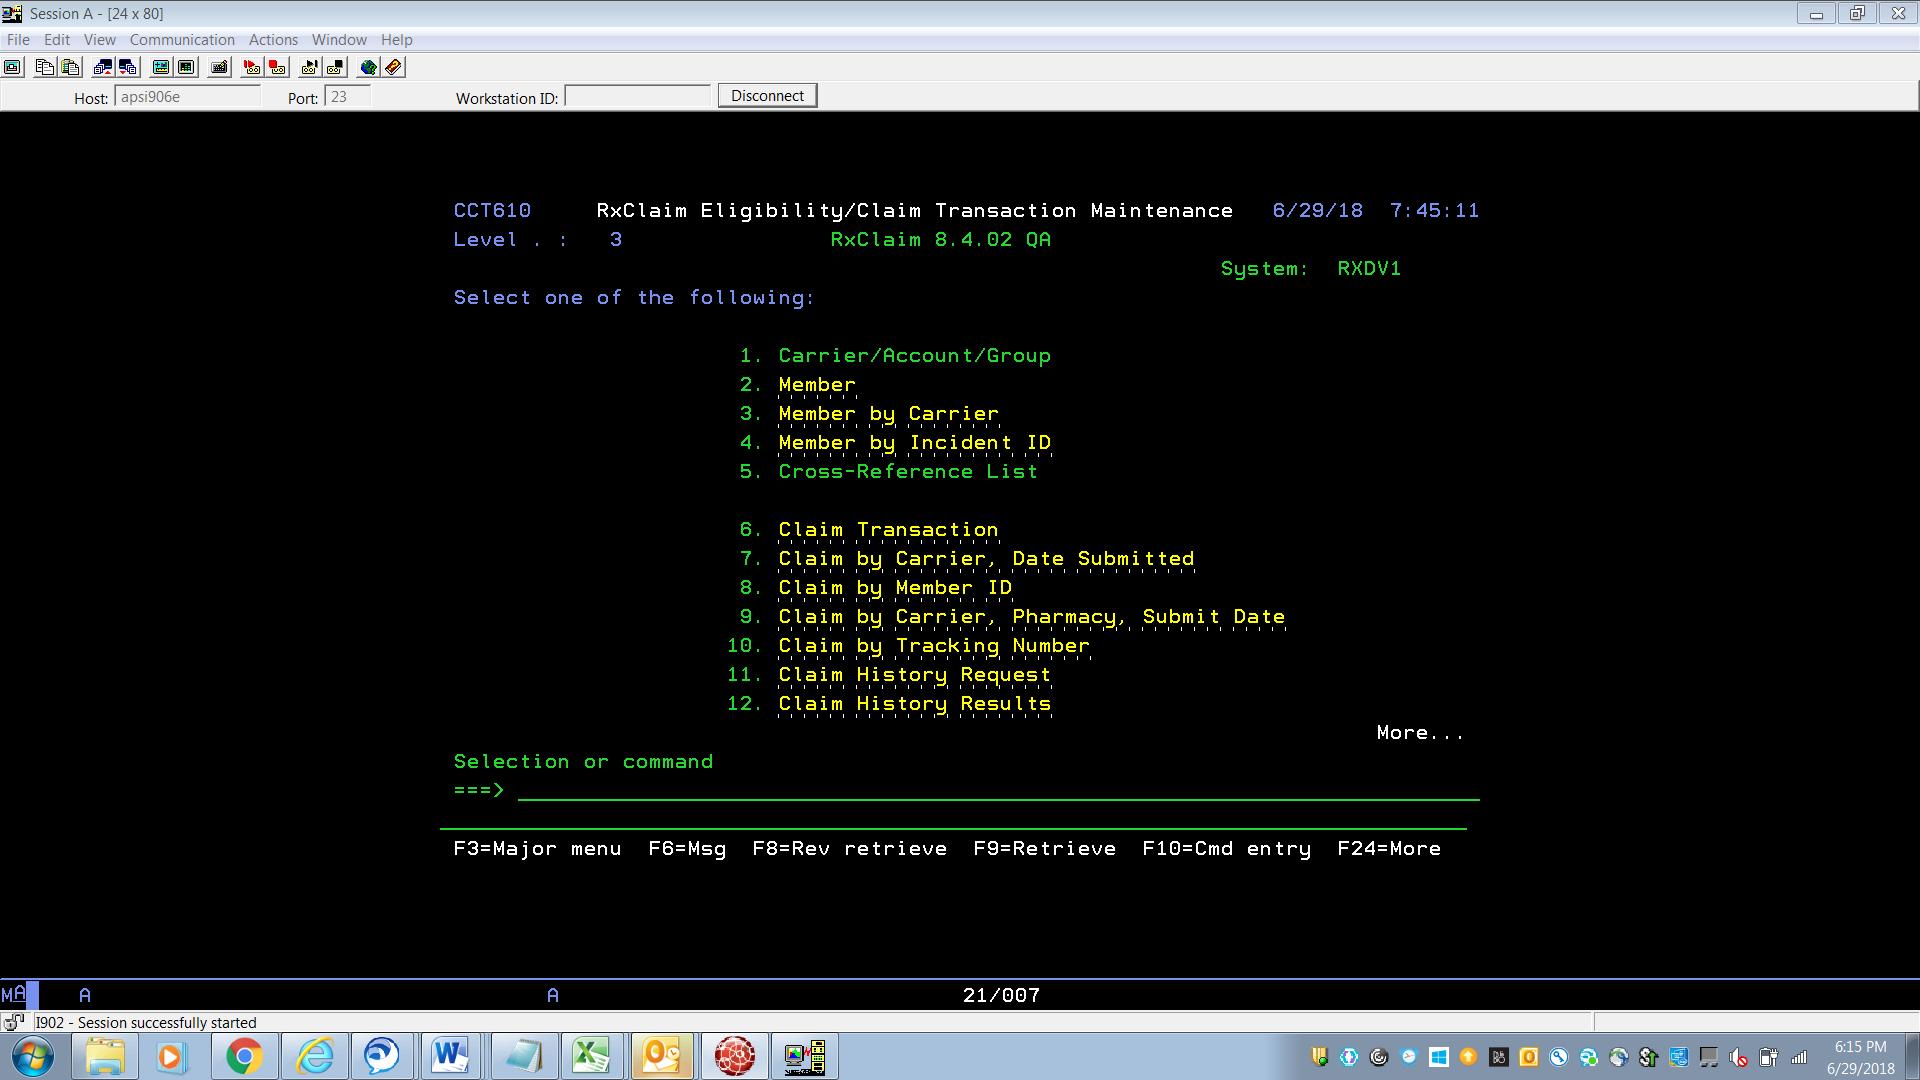 Session A - [24 x 80]
File Edit View Communication Actions Window Help
Host: apsi906e Port: 23 Workstation ID: Disconnect
CCT610 RxClaim Eligibility/Claim Transaction Maintenance 6/29/18 7:45:11
Level . : 3 RxClaim 8.4.02 QA
System: RXDV1
Select one of the following:
1. Carrier/Account/Group
2. Member
3. Member by Carrier
4. Member by Incident ID
5. Cross-Reference List
6. Claim Transaction
7. Claim by Carrier, Date Submitted
8. Claim by Member ID
9. Claim by Carrier, Pharmacy, Submit Date
10. Claim by Tracking Number
11. Claim History Request
12. Claim History Results
More...
Selection or command
===>
F3=Major menu F6=Msg F8=Rev retrieve F9=Retrieve F10=Cmd entry F24=More
MA A A 21/007
I902 - Session successfully started
6:15 PM
6/29/2018